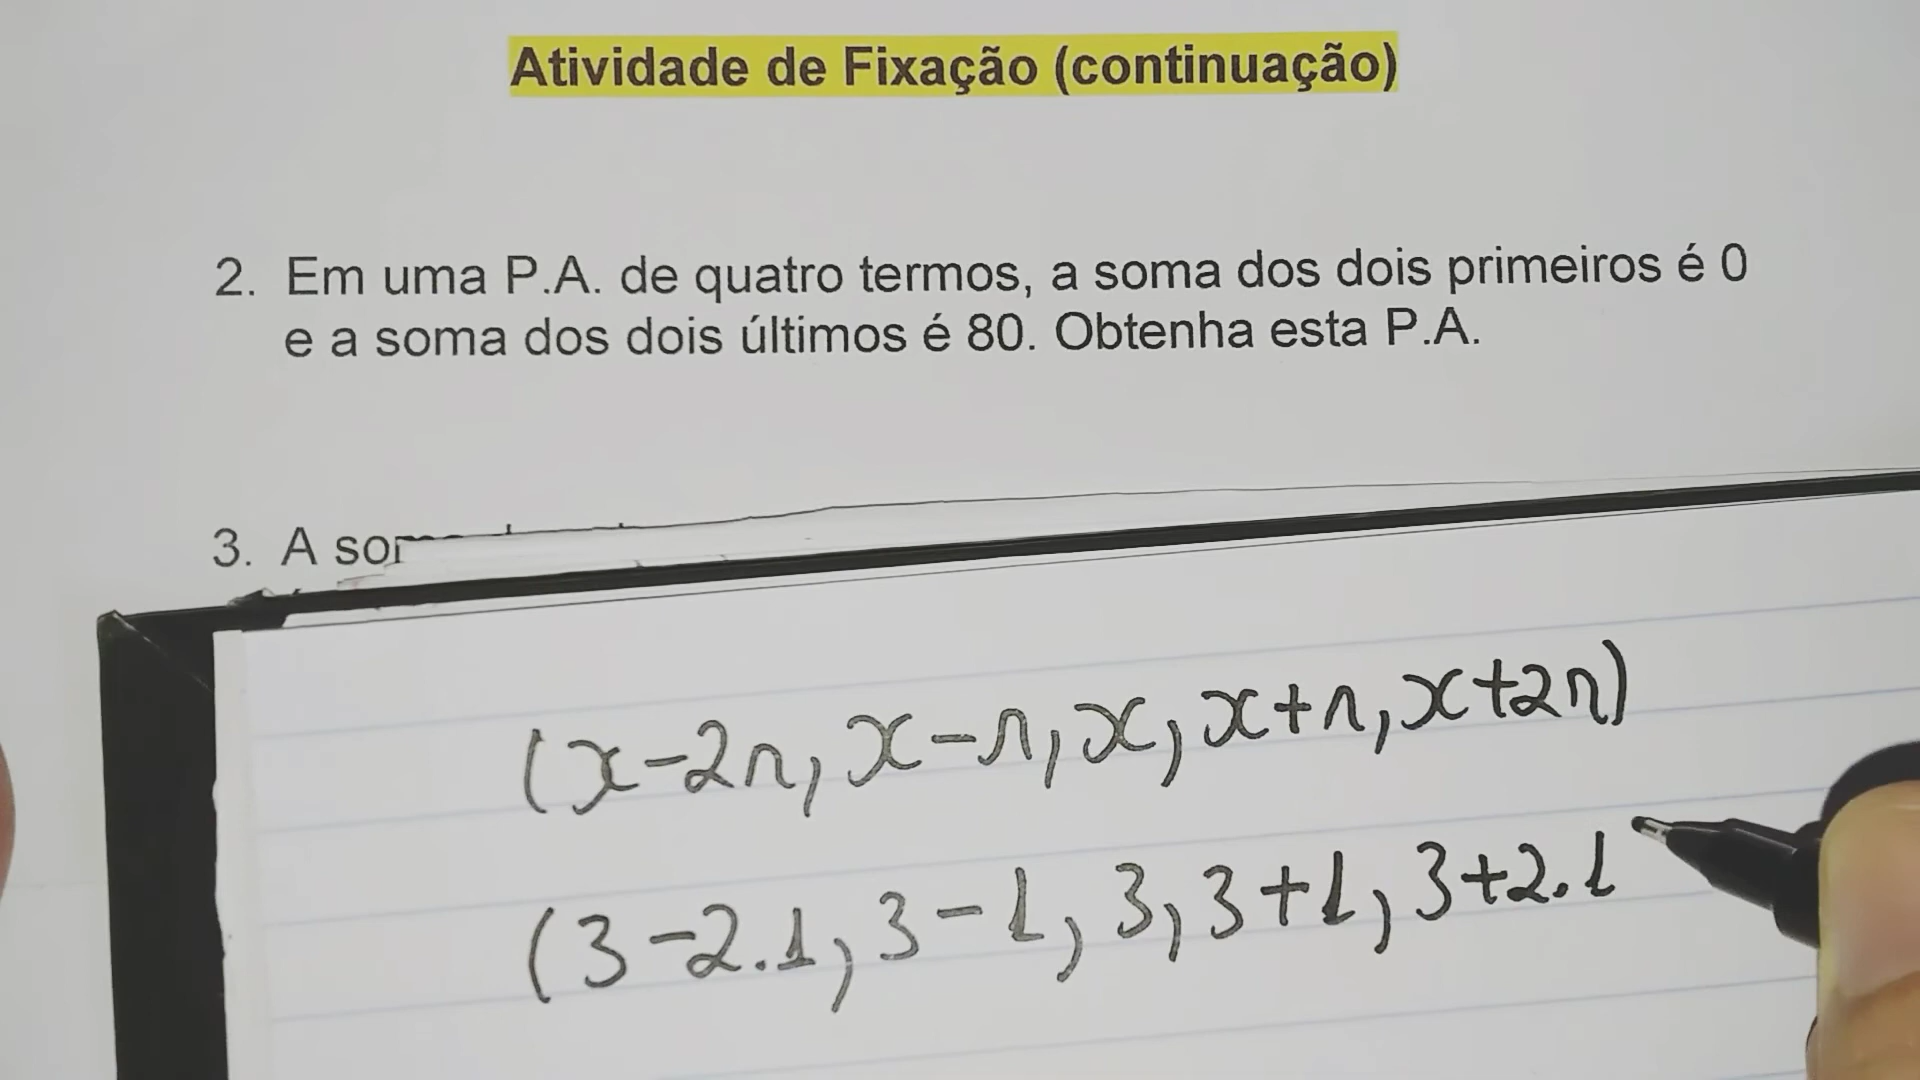 Atividade de Fixação (continuação)
2. Em uma P.A. de quatro termos, a soma dos dois primeiros é 0
e a soma dos dois últimos é 80. Obtenha esta P.A.
3. A
(x-2r, x-r, x, x+r, x+2r)
(3-2.1, 3-1, 3, 3+1, 3+2.1